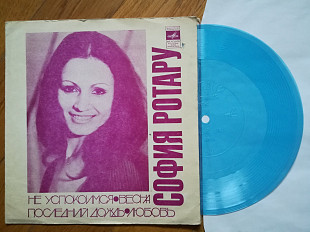 СОФИЯ РОТАРУ
НЕ УСПОКОИМСЯ•ВЕСНА
ПОСЛЕДНИЙ ДОЖДЬ•ЛЮБОВЬ